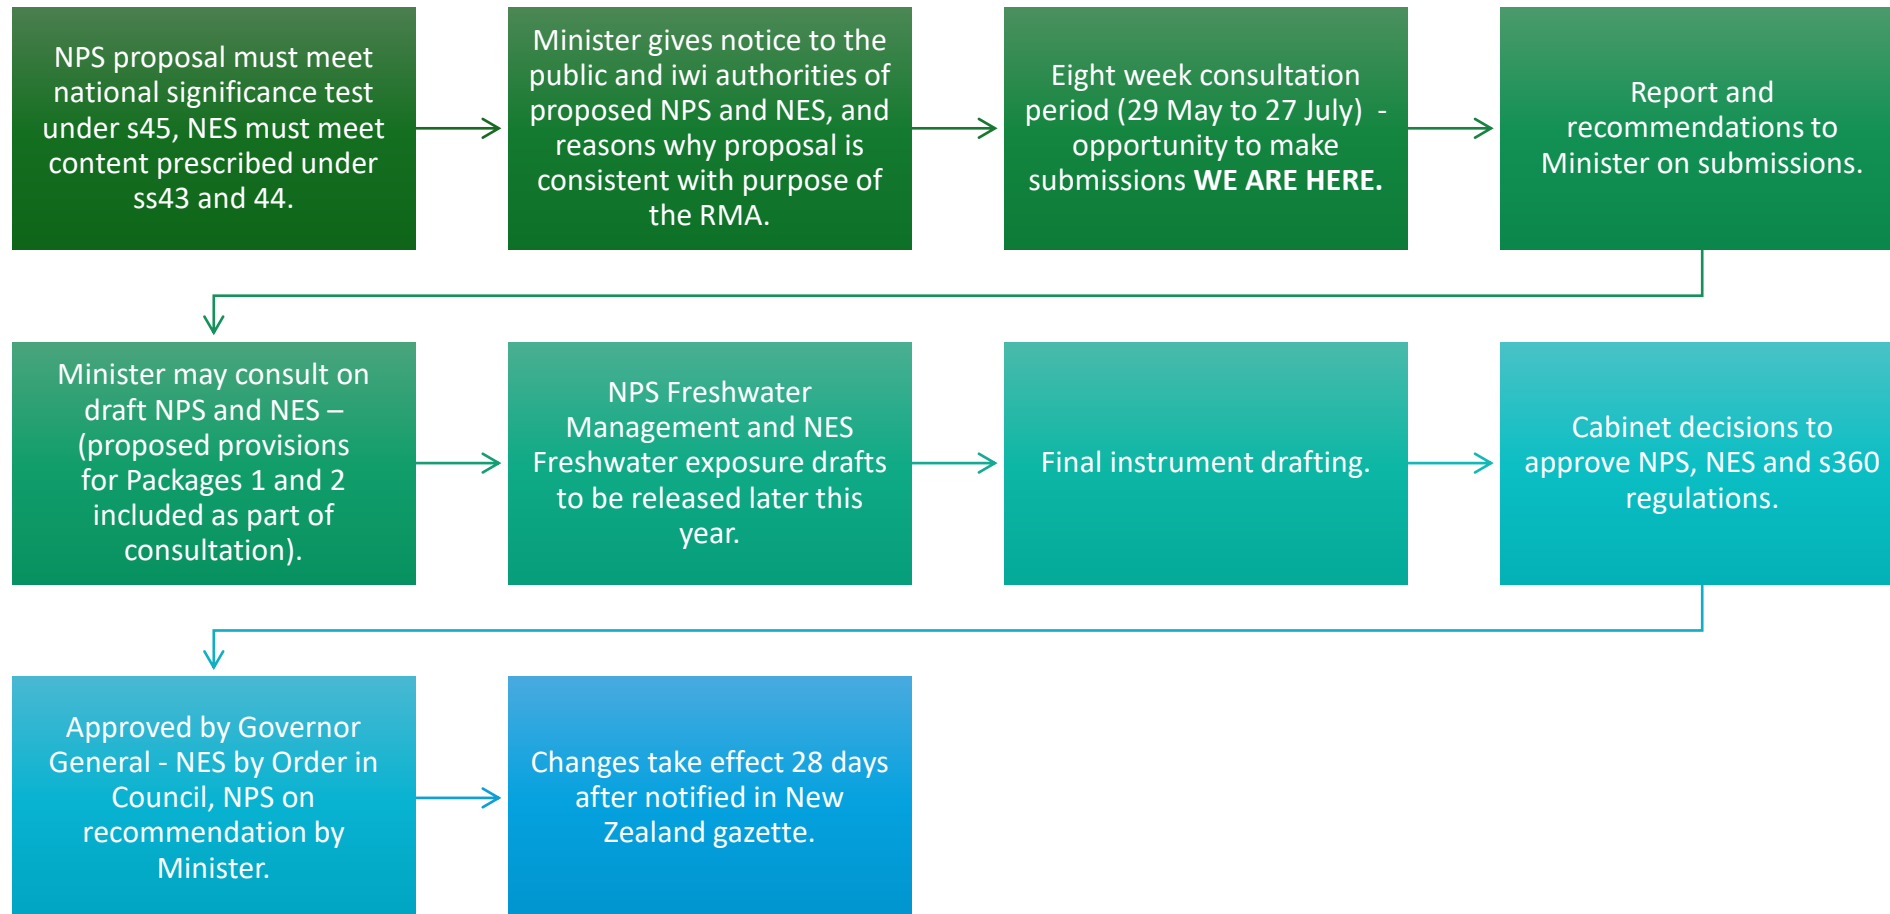 NPS proposal must meet
national significance test
under s45, NES must meet
content prescribed under
ss43 and 44.
Minister gives notice to the
public and iwi authorities of
proposed NPS and NES, and
reasons why proposal is
consistent with purpose of
the RMA.
Eight week consultation
period (29 May to 27 July)  -
opportunity to make
submissions WE ARE HERE.
Report and
recommendations to
Minister on submissions.
Minister may consult on
draft NPS and NES –
(proposed provisions
for Packages 1 and 2
included as part of
consultation).
NPS Freshwater
Management and NES
Freshwater exposure drafts
to be released later this
year.
Final instrument drafting.
Cabinet decisions to
approve NPS, NES and s360
regulations.
Approved by Governor
General - NES by Order in
Council, NPS on
recommendation by
Minister.
Changes take effect 28 days
after notified in New
Zealand gazette.